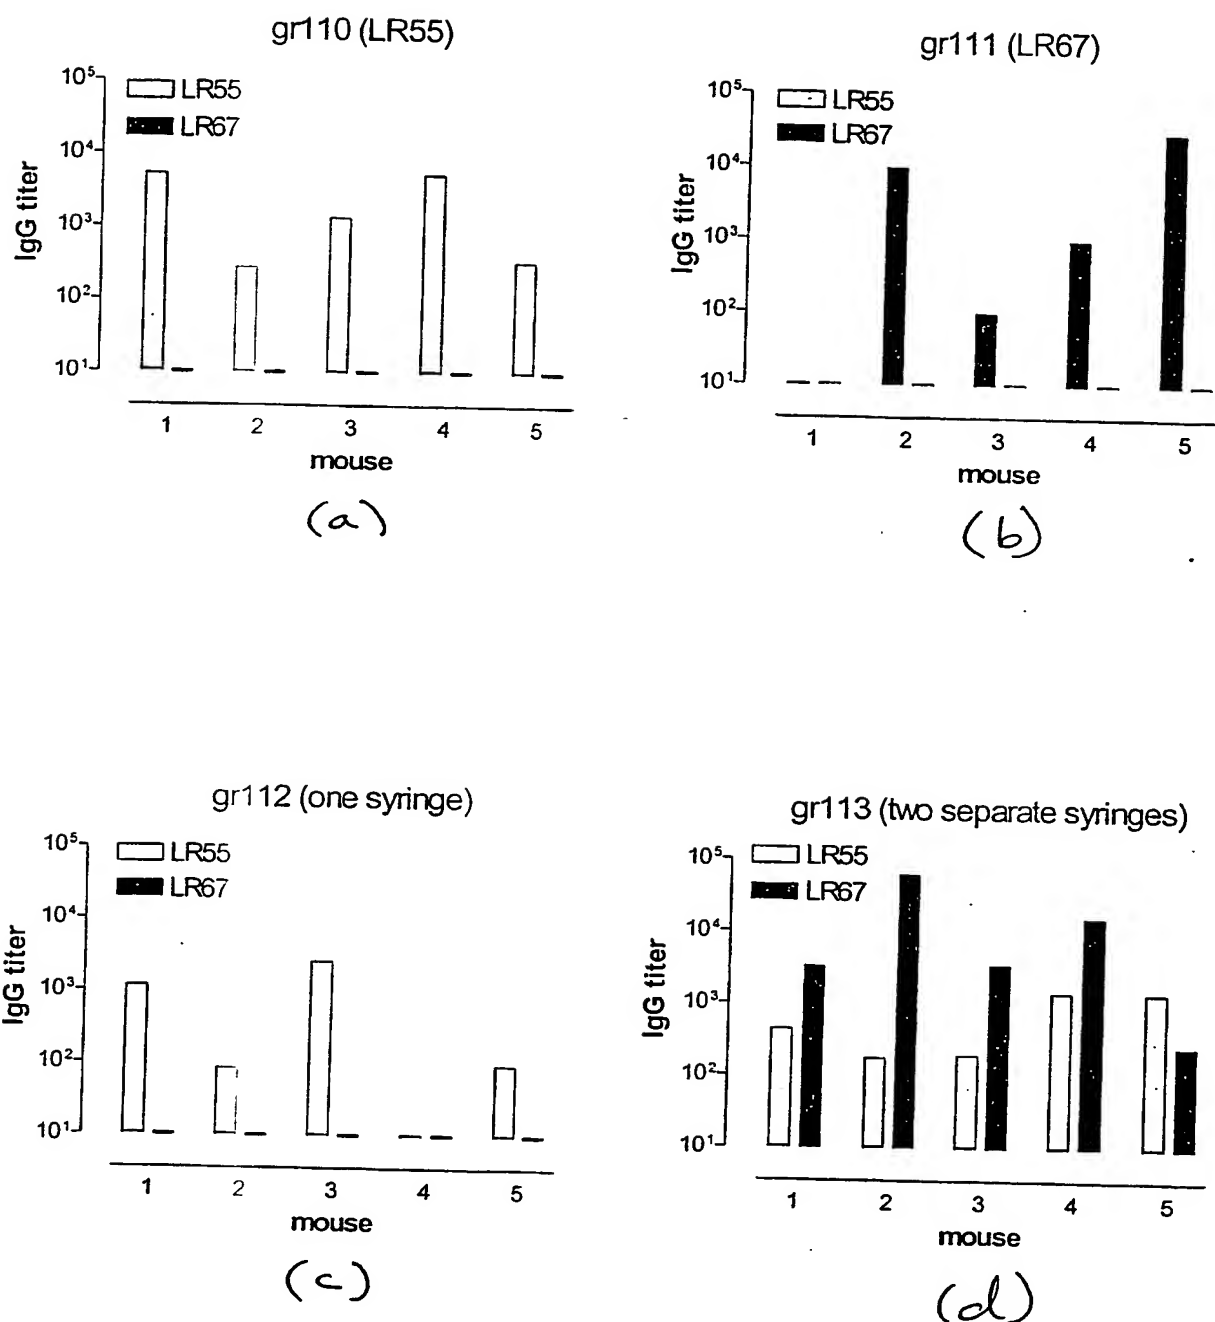 gr110 (LR55)
10⁵
LR55
LR67
10⁴
10³
10²
10¹
IgG titer
1 2 3 4 5
mouse
(a)
gr111 (LR67)
10⁵
LR55
LR67
10⁴
10³
10²
10¹
IgG titer
1 2 3 4 5
mouse
(b)
gr112 (one syringe)
10⁵
LR55
LR67
10⁴
10³
10²
10¹
IgG titer
1 2 3 4 5
mouse
(c)
gr113 (two separate syringes)
10⁵
LR55
LR67
10⁴
10³
10²
10¹
IgG titer
1 2 3 4 5
mouse
(d)